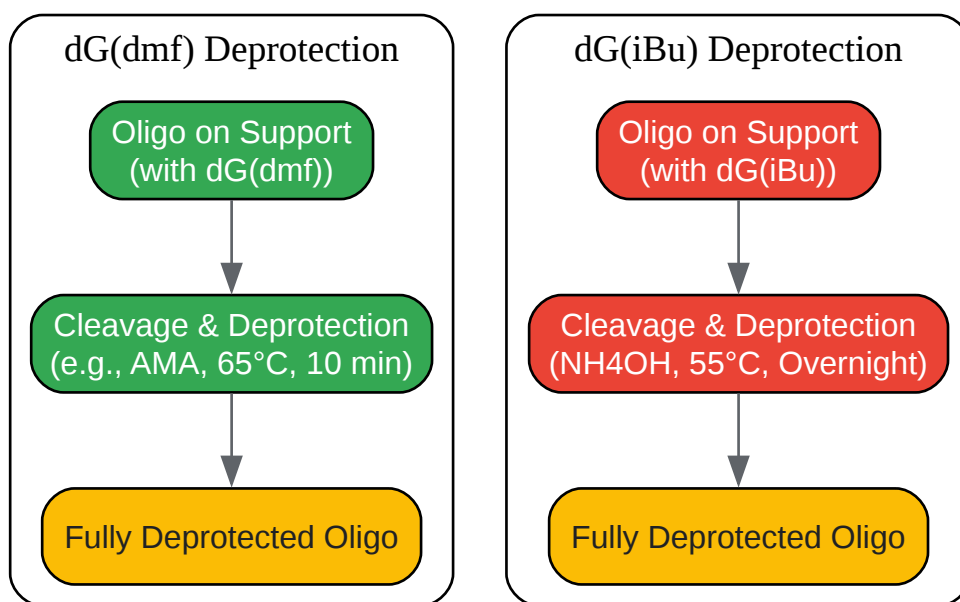 dG(dmf) Deprotection
Oligo on Support
(with dG(dmf))
Cleavage & Deprotection
(e.g., AMA, 65°C, 10 min)
Fully Deprotected Oligo
dG(iBu) Deprotection
Oligo on Support
(with dG(iBu))
Cleavage & Deprotection
(NH4OH, 55°C, Overnight)
Fully Deprotected Oligo